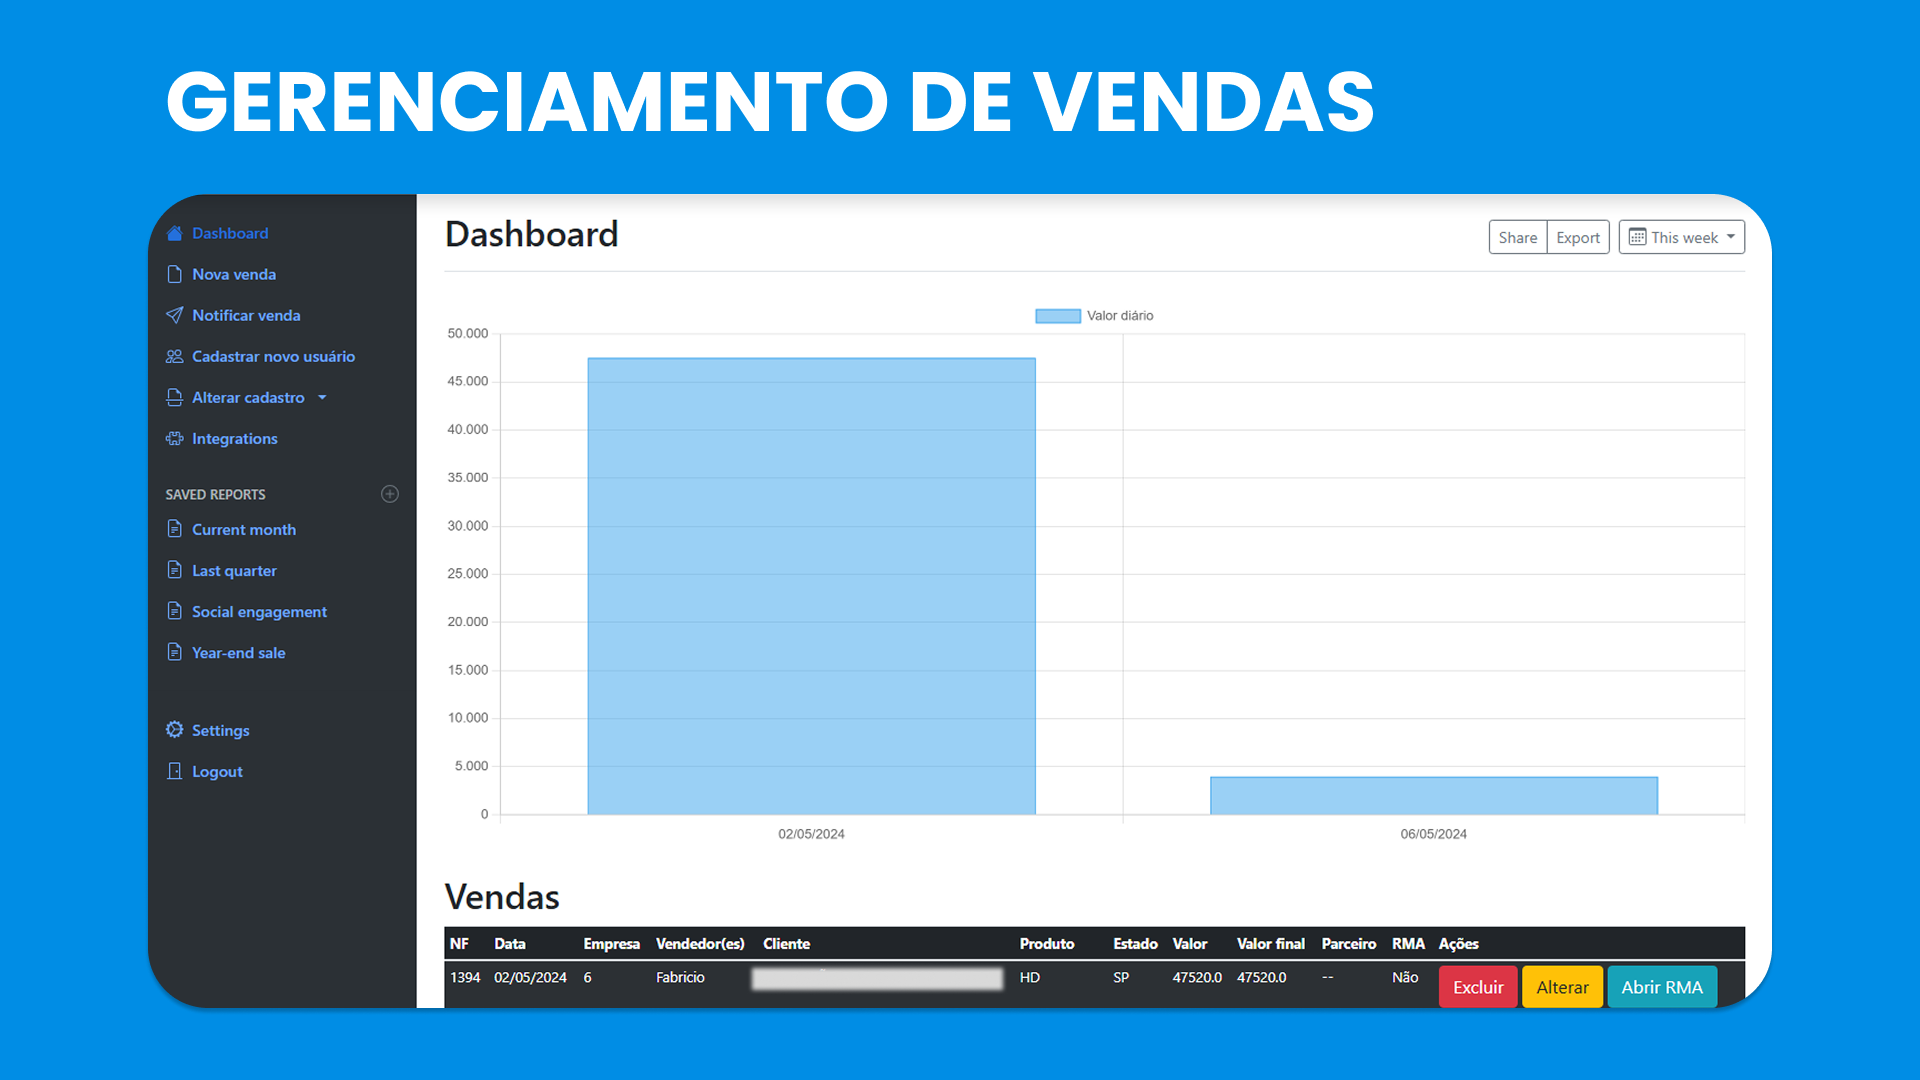 GERENCIAMENTO DE VENDAS
Dashboard
Nova venda
Notificar venda
Cadastrar novo usuário
Alterar cadastro
Integrations
SAVED REPORTS
Current month
Last quarter
Social engagement
Year-end sale
Settings
Logout
Dashboard
Share Export This week
Valor diário
50.000
45.000
40.000
35.000
30.000
25.000
20.000
15.000
10.000
5.000
0
02/05/2024 06/05/2024
Vendas
NF Data Empresa Vendedor(es) Cliente Produto Estado Valor Valor final Parceiro RMA Ações
1394 02/05/2024 6 Fabricio HD SP 47520.0 47520.0 -- Não Excluir Alterar Abrir RMA